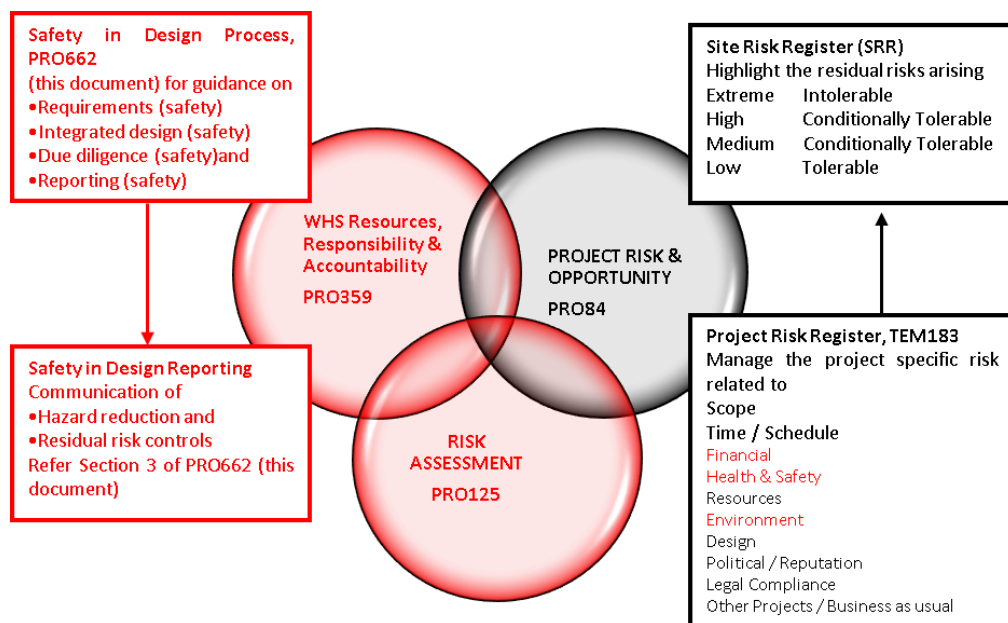 Safety in Design Process,
PRO662
(this document) for guidance on
•Requirements (safety)
•Integrated design (safety)
•Due diligence (safety)and
•Reporting (safety)
Safety in Design Reporting
Communication of
•Hazard reduction and
•Residual risk controls
Refer Section 3 of PRO662 (this
document)
WHS Resources,
Responsibility &
Accountability
PRO359
PROJECT RISK &
OPPORTUNITY
PRO84
RISK
ASSESSMENT
PRO125
Site Risk Register (SRR)
Highlight the residual risks arising
Extreme Intolerable
High Conditionally Tolerable
Medium Conditionally Tolerable
Low Tolerable
Project Risk Register, TEM183
Manage the project specific risk
related to
Scope
Time / Schedule
Financial
Health & Safety
Resources
Environment
Design
Political / Reputation
Legal Compliance
Other Projects / Business as usual